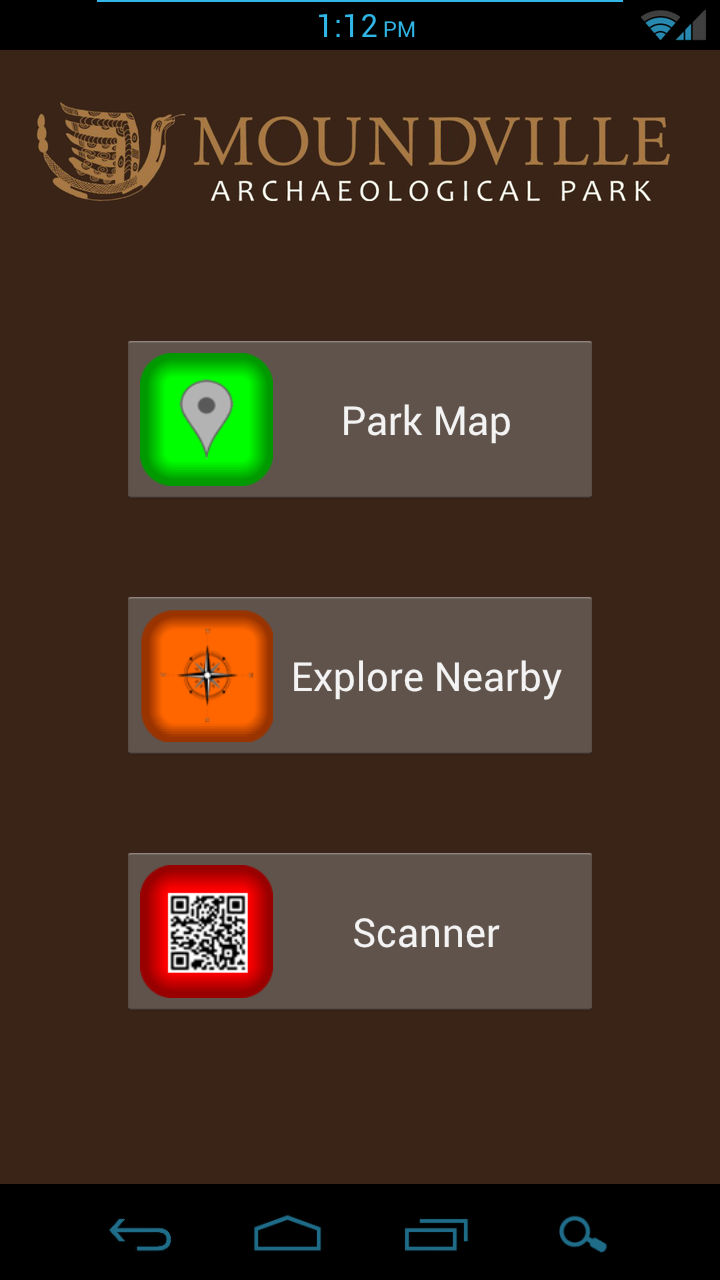 1:12 PM
MOUNDVILLE
ARCHAEOLOGICAL PARK
Park Map
Explore Nearby
Scanner